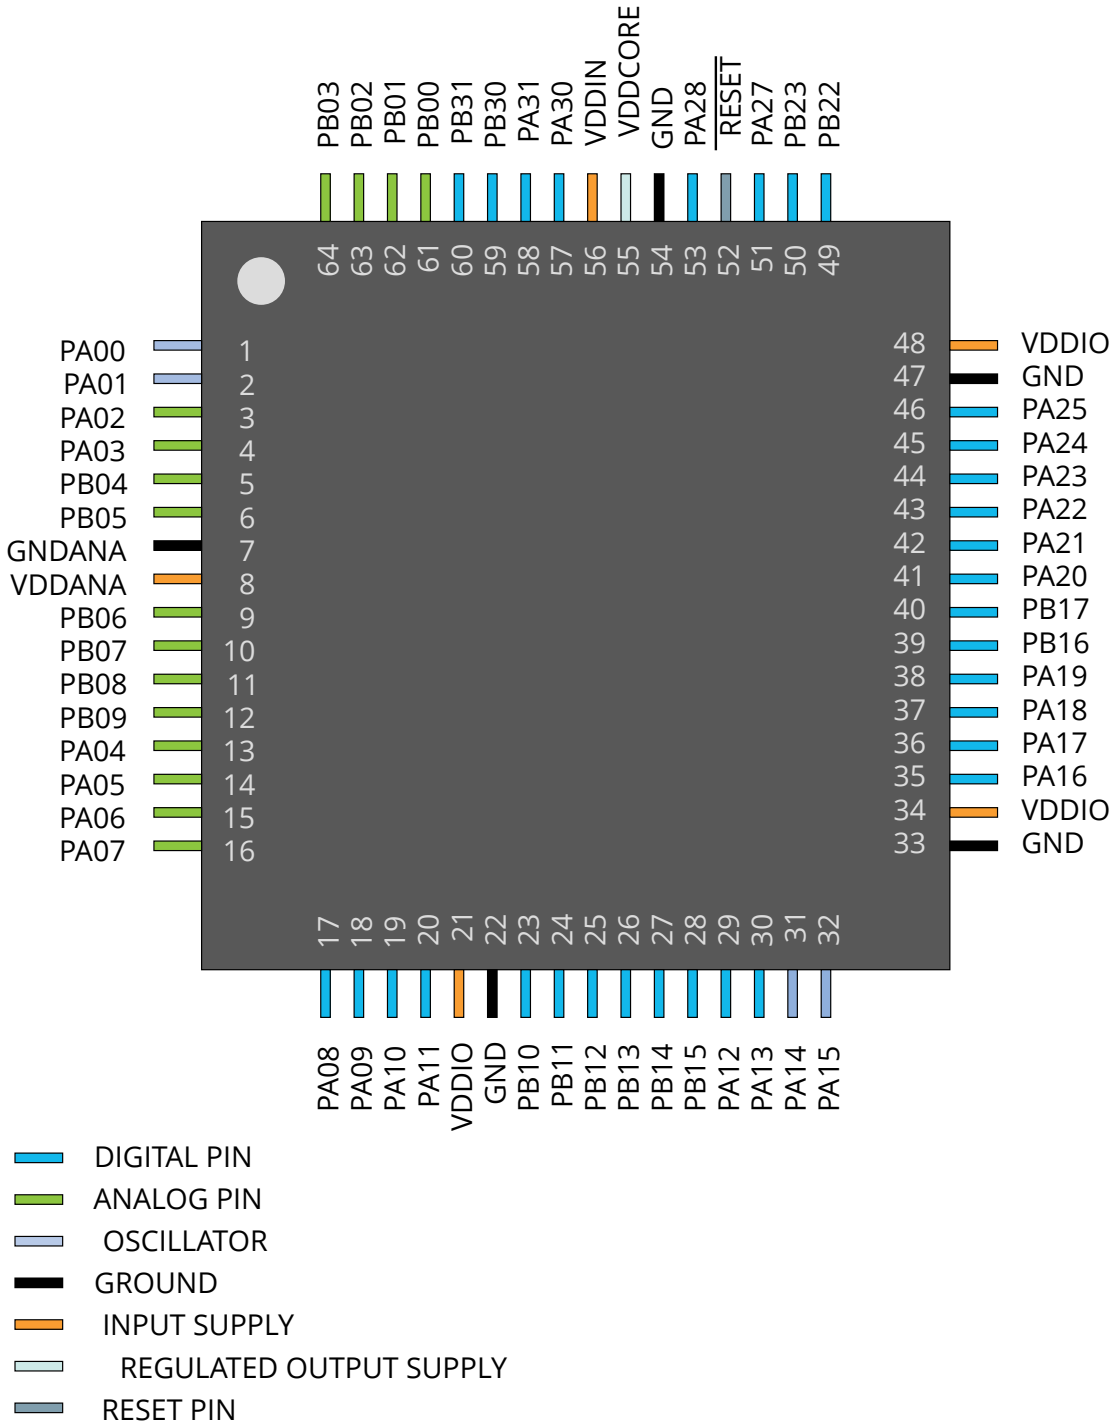 PB03
PB02
PB01
PB00
PB31
PB30
PA31
PA30
VDDIN
VDDCORE
GND
PA28
RESET
PA27
PB23
PB22
64
63
62
61
60
59
58
57
56
55
54
53
52
51
50
49
PA00 1
PA01 2
PA02 3
PA03 4
PB04 5
PB05 6
GNDANA 7
VDDANA 8
PB06 9
PB07 10
PB08 11
PB09 12
PA04 13
PA05 14
PA06 15
PA07 16
48 VDDIO
47 GND
46 PA25
45 PA24
44 PA23
43 PA22
42 PA21
41 PA20
40 PB17
39 PB16
38 PA19
37 PA18
36 PA17
35 PA16
34 VDDIO
33 GND
17
18
19
20
21
22
23
24
25
26
27
28
29
30
31
32
PA08
PA09
PA10
PA11
VDDIO
GND
PB10
PB11
PB12
PB13
PB14
PB15
PA12
PA13
PA14
PA15
DIGITAL PIN
ANALOG PIN
OSCILLATOR
GROUND
INPUT SUPPLY
REGULATED OUTPUT SUPPLY
RESET PIN